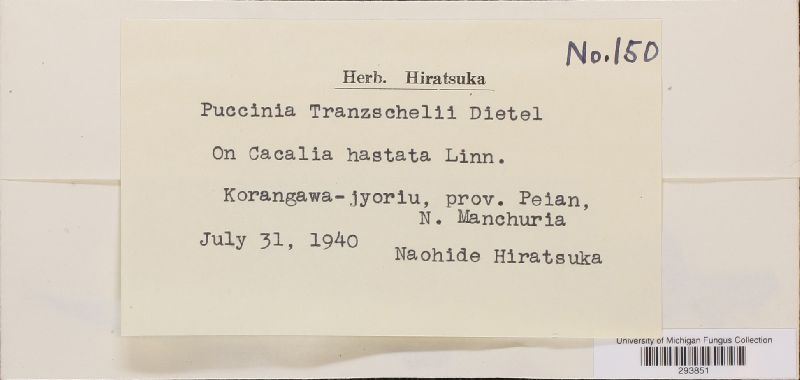 No. 150
Herb. Hiratsuka
Puccinia Tranzschelii Dietel
On Cacalia hastata Linn.
Korangawa-jyoriu, prov. Peian,
N. Manchuria
July 31, 1940
Naohide Hiratsuka
University of Michigan Fungus Collection
293851